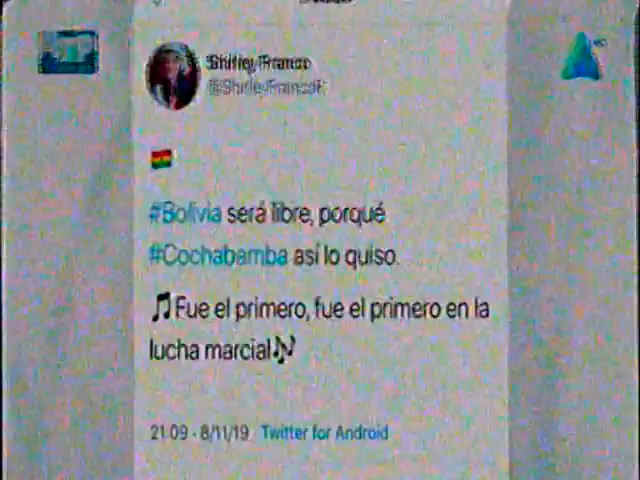 Shirley Franco
@ShirleyFrancoR
#Bolivia será libre, porqué
#Cochabamba así lo quiso.
🎵Fue el primero, fue el primero en la
lucha marcial🎶
21:09 - 8/11/19 Twitter for Android